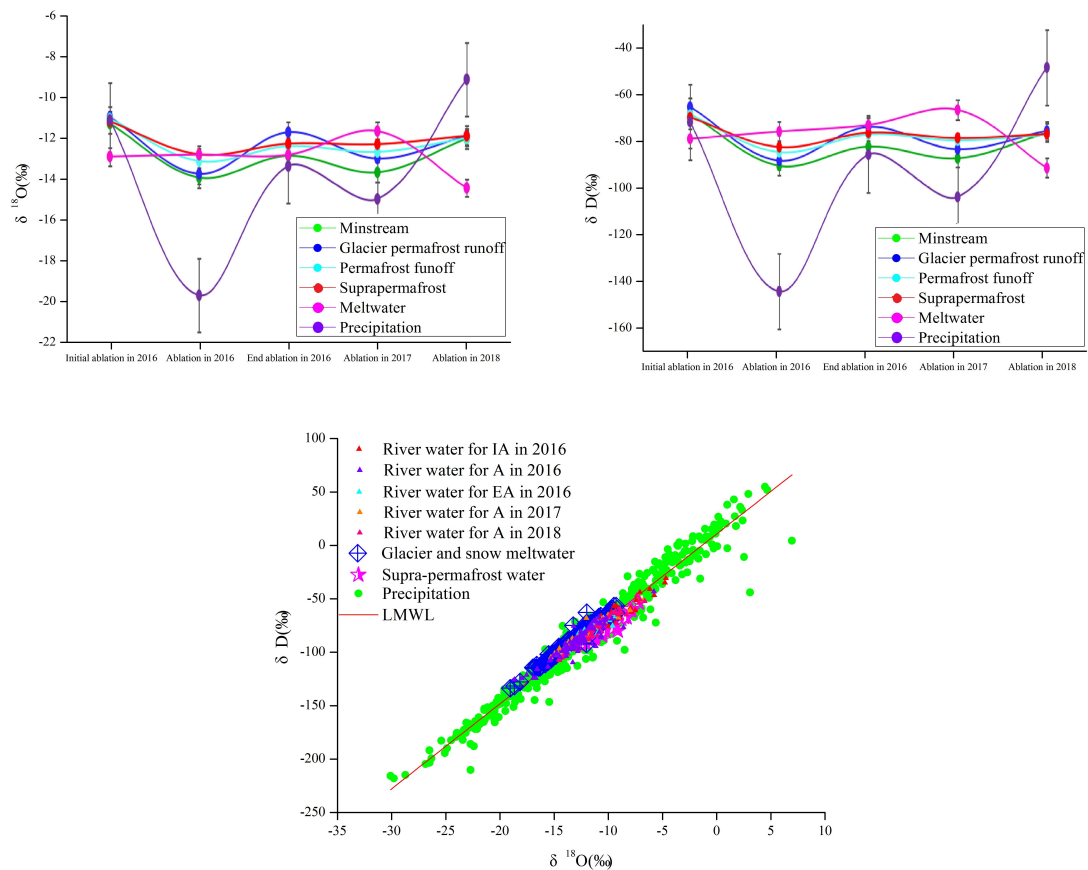 -6
-8
-10
-12
-14
-16
-18
-20
-22
δ 18O(‰)
Minstream
Glacier permafrost runoff
Permafrost funoff
Suprapermafrost
Meltwater
Precipitation
Initial ablation in 2016 Ablation in 2016 End ablation in 2016 Ablation in 2017 Ablation in 2018
-40
-60
-80
-100
-120
-140
-160
δ D(‰)
Minstream
Glacier permafrost runoff
Permafrost funoff
Suprapermafrost
Meltwater
Precipitation
Initial ablation in 2016 Ablation in 2016 End ablation in 2016 Ablation in 2017 Ablation in 2018
100
50
0
-50
-100
-150
-200
-250
δ D(‰)
River water for IA in 2016
River water for A in 2016
River water for EA in 2016
River water for A in 2017
River water for A in 2018
Glacier and snow meltwater
Supra-permafrost water
Precipitation
LMWL
-35 -30 -25 -20 -15 -10 -5 0 5 10
δ 18O(‰)